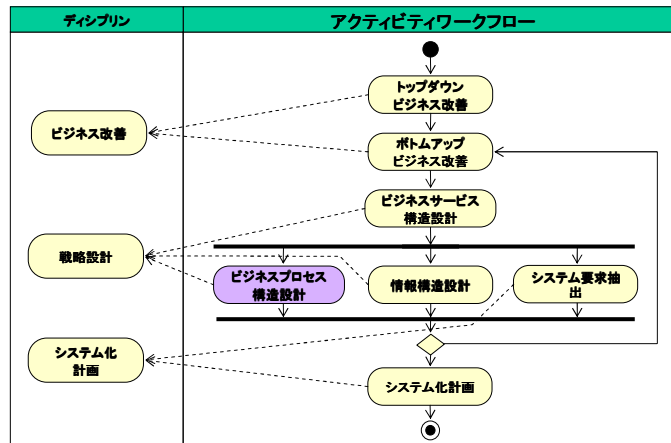 ディシプリン
アクティビティワークフロー
トップダウン
ビジネス改善
ビジネス改善
ボトムアップ
ビジネス改善
ビジネスサービス
構造設計
戦略設計
ビジネスプロセス
構造設計
情報構造設計
システム要求抽
出
システム化
計画
システム化計画